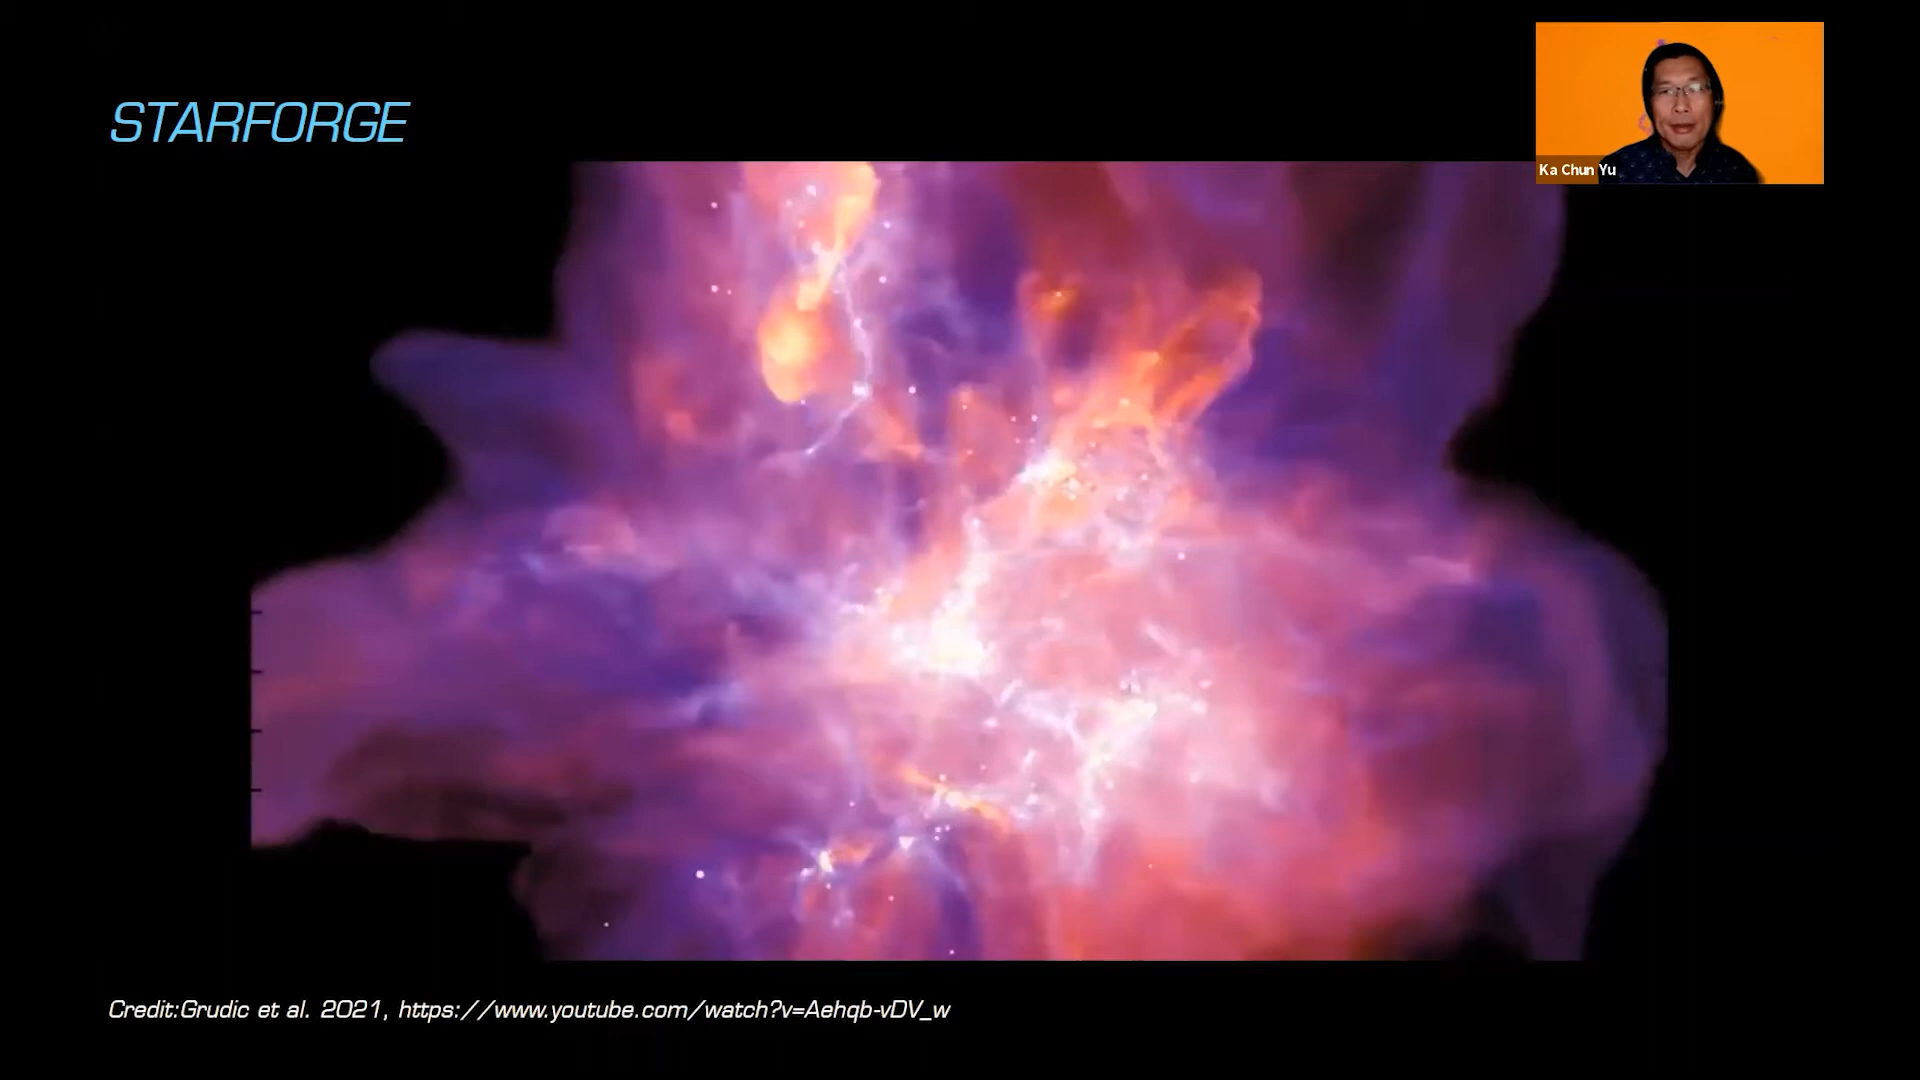 STARFORGE
Ka Chun Yu
Credit:Grudic et al. 2021, https://www.youtube.com/watch?v=Aehqb-vDV_w